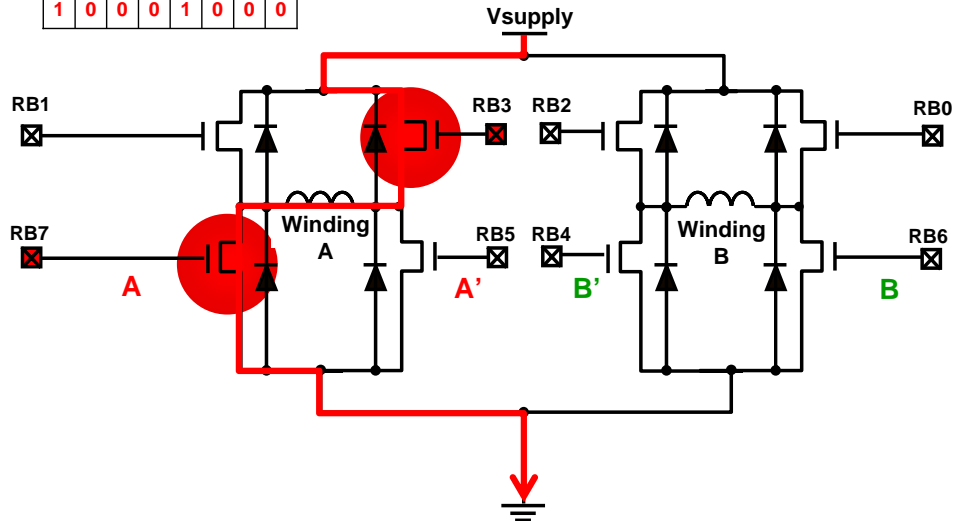 1 0 0 0 1 0 0 0
Vsupply
RB1
RB3
RB2
RB0
Winding
A
Winding
B
RB7
RB5
RB4
RB6
A
A’
B’
B